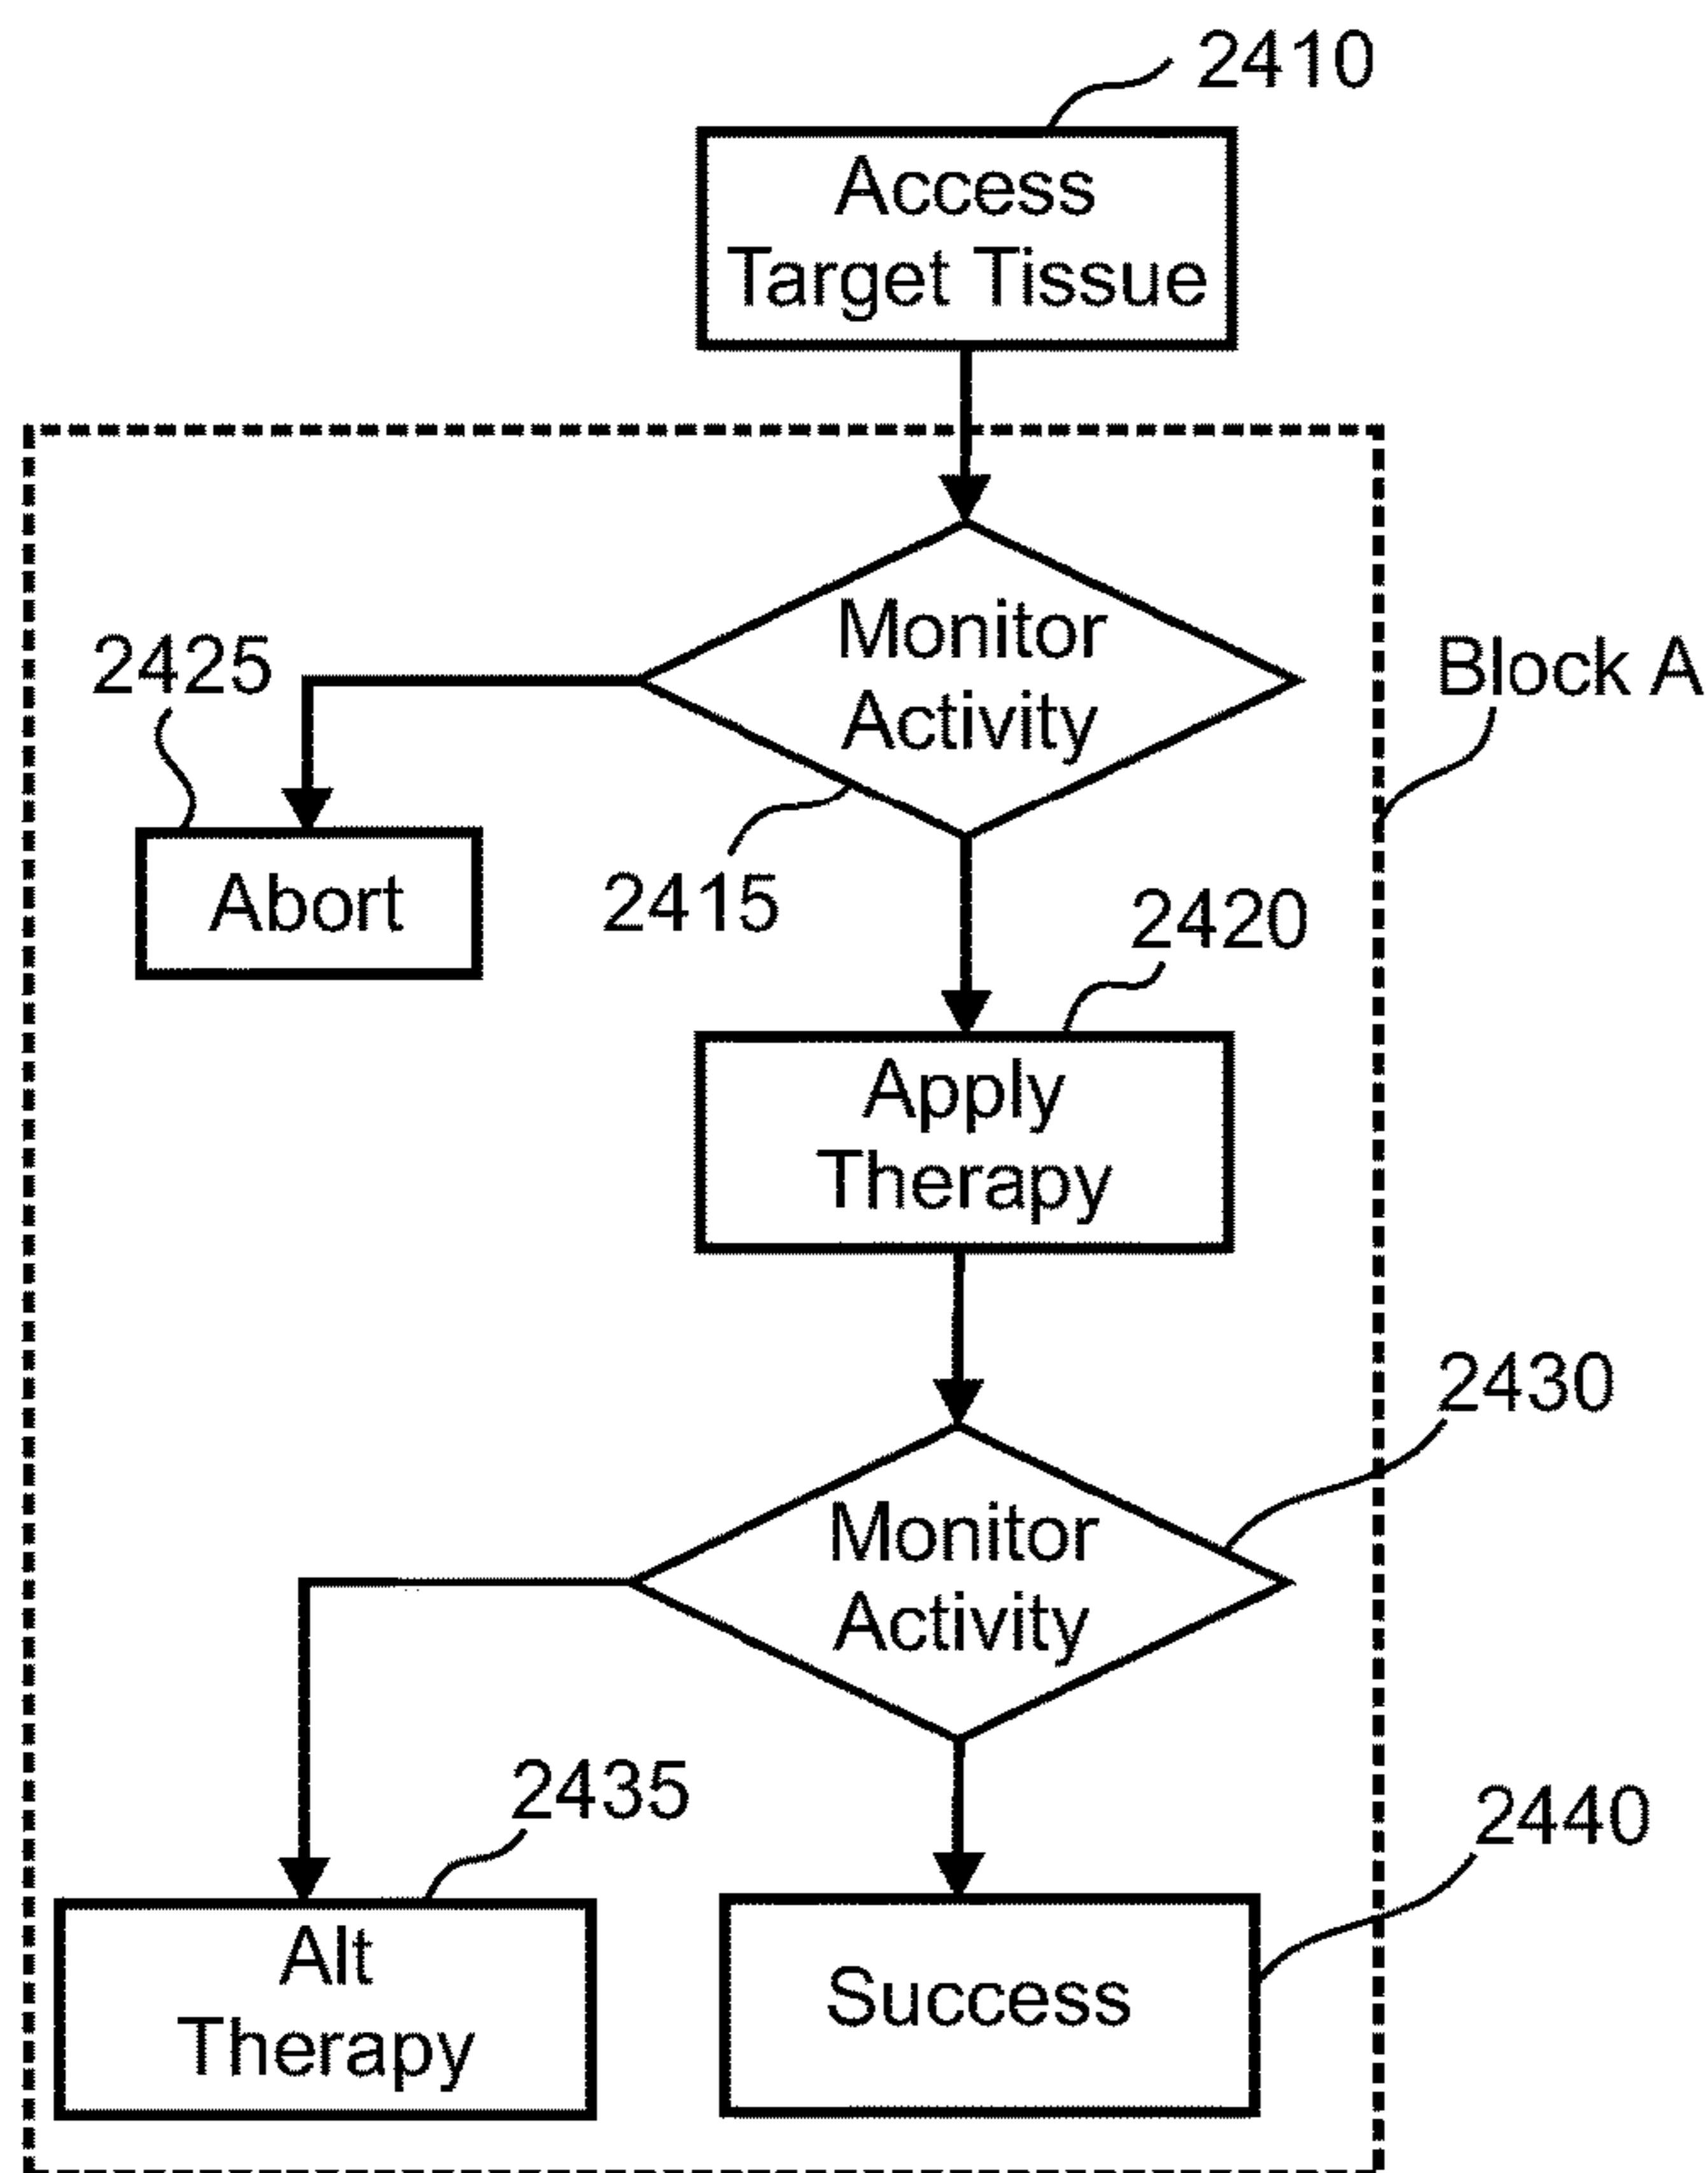 2410
Access
Target Tissue
Monitor
Activity
Block A
2425
Abort
2415
2420
Apply
Therapy
2430
Monitor
Activity
2435
2440
Alt
Therapy
Success